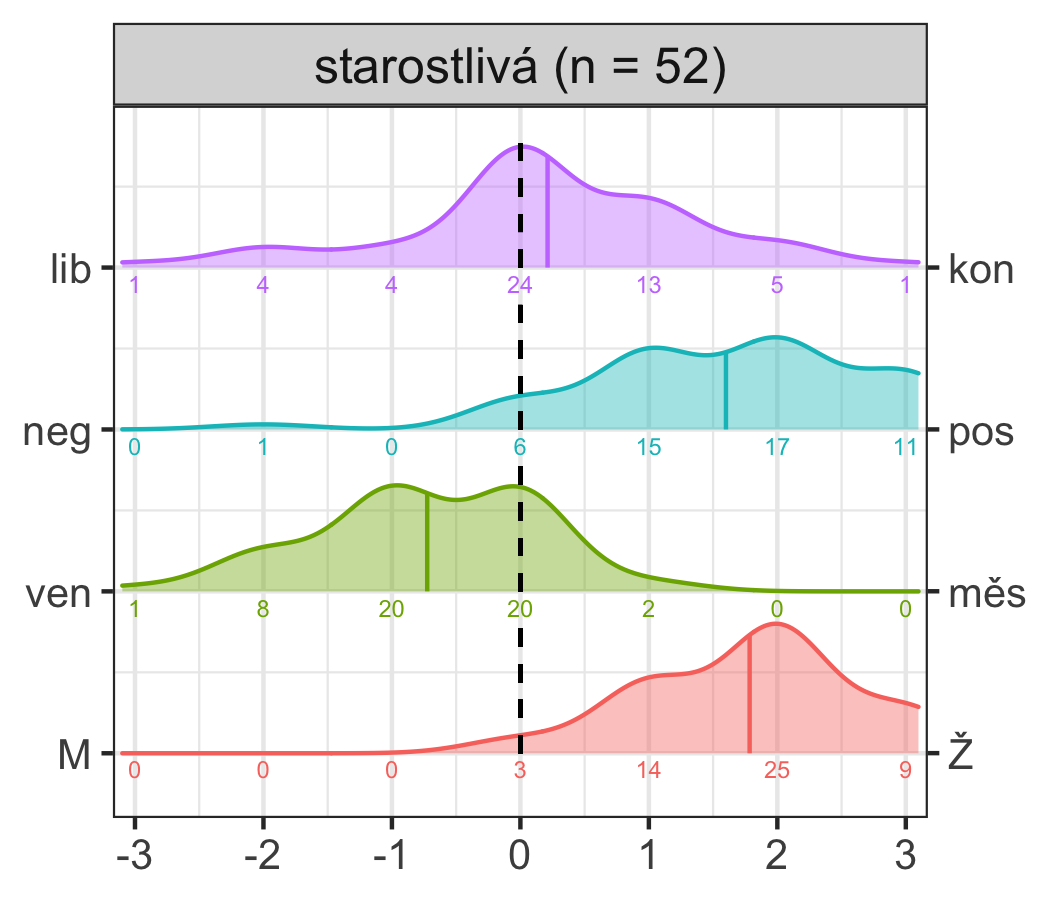 starostlivá (n = 52)
lib kon
1 4 4 24 13 5 1
neg pos
0 1 0 6 15 17 11
ven měs
1 8 20 20 2 0 0
M Ž
0 0 0 3 14 25 9
-3 -2 -1 0 1 2 3